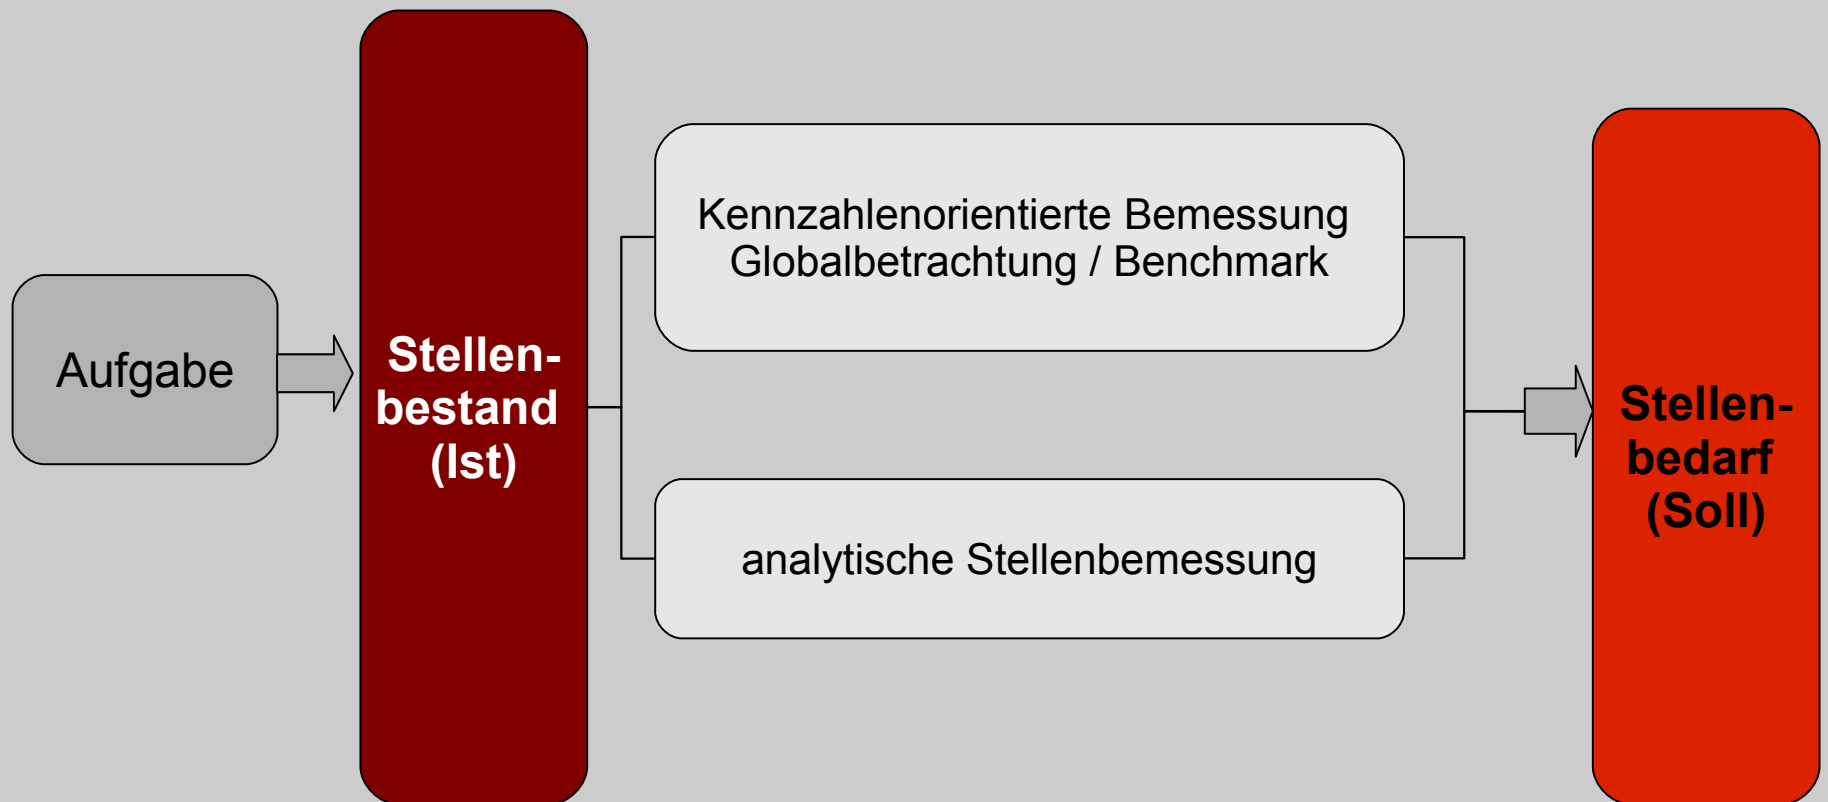 Aufgabe
Stellen-
bestand
(Ist)
Kennzahlenorientierte Bemessung
Globalbetrachtung / Benchmark
analytische Stellenbemessung
Stellen-
bedarf
(Soll)